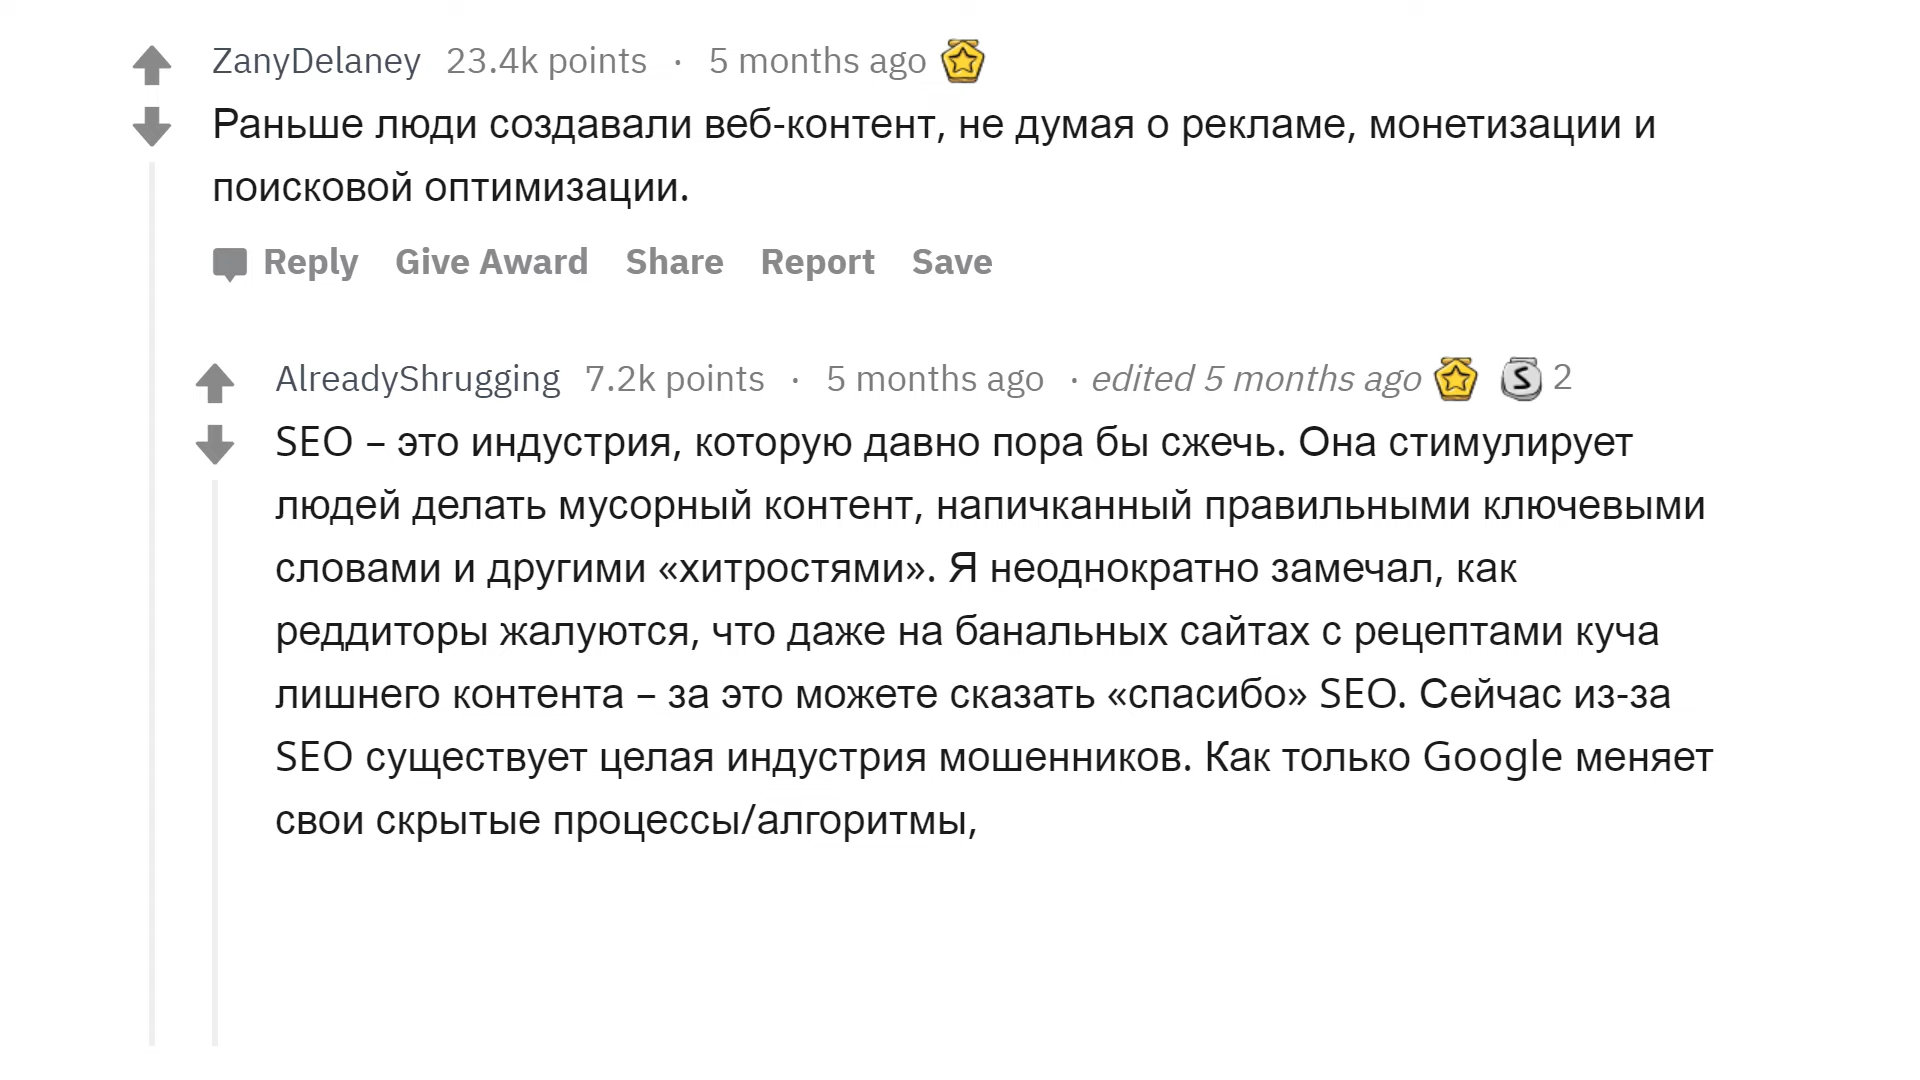 ZanyDelaney 23.4k points · 5 months ago
Раньше люди создавали веб-контент, не думая о рекламе, монетизации и
поисковой оптимизации.
Reply Give Award Share Report Save
AlreadyShrugging 7.2k points · 5 months ago · edited 5 months ago S 2
SEO – это индустрия, которую давно пора бы сжечь. Она стимулирует
людей делать мусорный контент, напичканный правильными ключевыми
словами и другими «хитростями». Я неоднократно замечал, как
реддиторы жалуются, что даже на банальных сайтах с рецептами куча
лишнего контента – за это можете сказать «спасибо» SEO. Сейчас из-за
SEO существует целая индустрия мошенников. Как только Google меняет
свои скрытые процессы/алгоритмы,